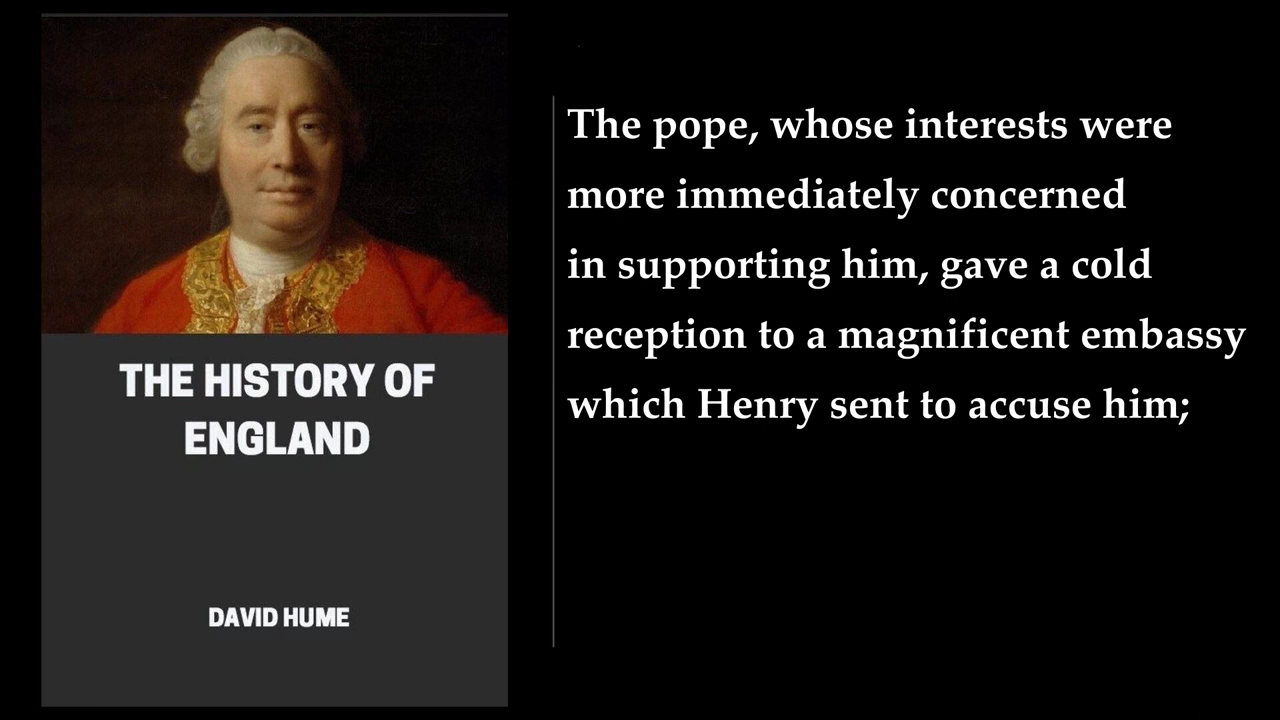 THE HISTORY OF
ENGLAND
DAVID HUME
The pope, whose interests were
more immediately concerned
in supporting him, gave a cold
reception to a magnificent embassy
which Henry sent to accuse him;